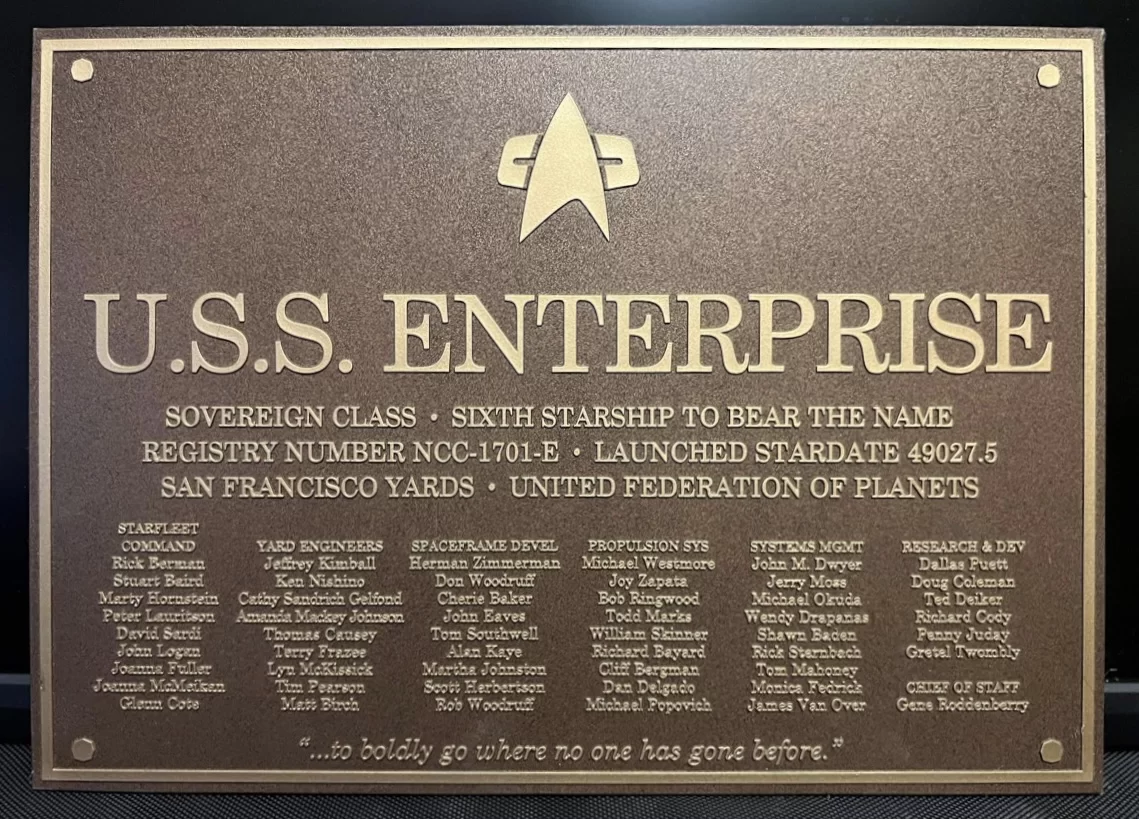 U.S.S. ENTERPRISE
SOVEREIGN CLASS • SIXTH STARSHIP TO BEAR THE NAME
REGISTRY NUMBER NCC-1701-E • LAUNCHED STARDATE 49027.5
SAN FRANCISCO YARDS • UNITED FEDERATION OF PLANETS
STARFLEET
COMMAND
Rick Berman
Stuart Baird
Marty Hornstein
Peter Lauritson
David Sardi
John Logan
Joanna Fuller
Joanna McMeikan
Glenn Cote
YARD ENGINEERS
Jeffrey Kimball
Ken Nishino
Cathy Sandrich Gelfond
Amanda Mackey Johnson
Thomas Causey
Terry Frazee
Lyn McKissick
Tim Pearson
Matt Birch
SPACEFRAME DEVEL
Herman Zimmerman
Don Woodruff
Cherie Baker
John Eaves
Tom Southwell
Alan Kaye
Martha Johnston
Scott Herbertson
Rob Woodruff
PROPULSION SYS
Michael Westmore
Joy Zapata
Bob Ringwood
Todd Marks
William Skinner
Richard Bayard
Cliff Bergman
Dan Delgado
Michael Popovich
SYSTEMS MGMT
John M. Dwyer
Jerry Moss
Michael Okuda
Wendy Drapanas
Shawn Baden
Rick Sternbach
Tom Mahoney
Monica Fedrick
James Van Over
RESEARCH & DEV
Dallas Puett
Doug Coleman
Ted Deiker
Richard Cody
Penny Juday
Gretel Twombly
CHIEF OF STAFF
Gene Roddenberry
“...to boldly go where no one has gone before.”